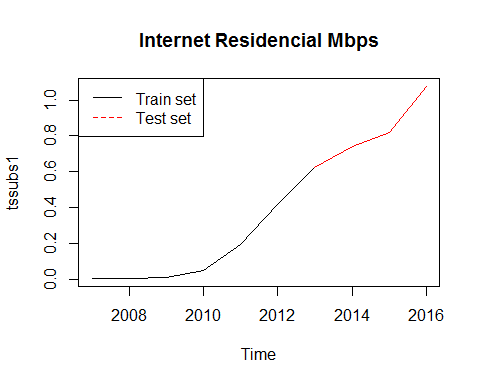 Internet Residencial Mbps
Train set
Test set
tssubs1
1.0
0.8
0.6
0.4
0.2
0.0
2008 2010 2012 2014 2016
Time